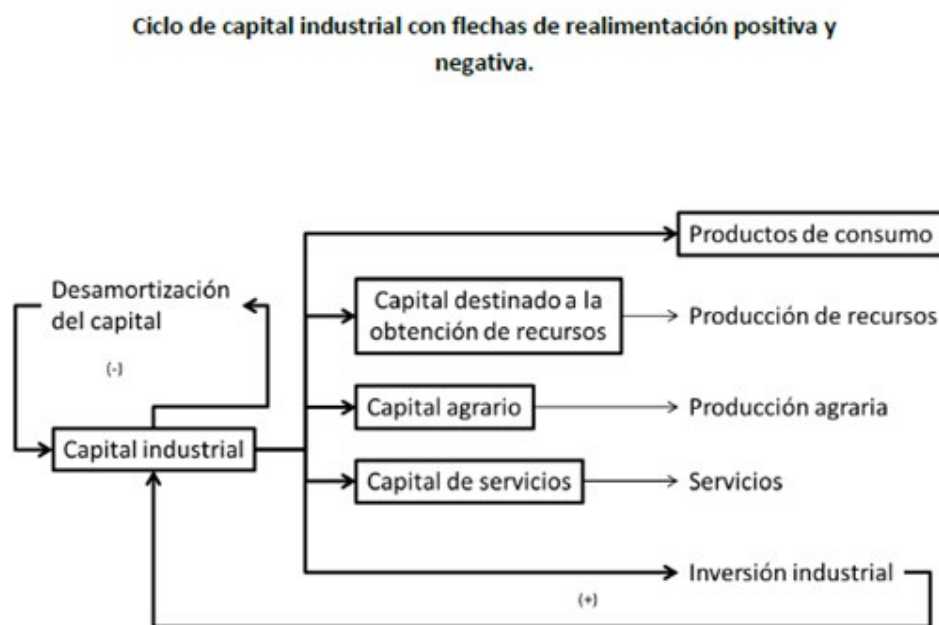 Ciclo de capital industrial con flechas de realimentación positiva y
negativa.
Productos de consumo
Desamortización
del capital
Capital destinado a la
obtención de recursos
Producción de recursos
(-)
Capital agrario
Producción agraria
Capital industrial
Capital de servicios
Servicios
Inversión industrial
(+)